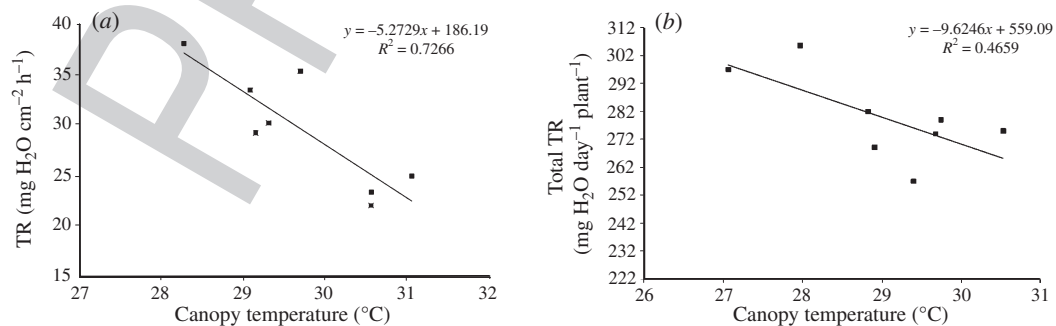 (a)
y = –5.2729x + 186.19
R² = 0.7266
40
35
30
25
20
15
27 28 29 30 31 32
TR (mg H₂O cm⁻² h⁻¹)
Canopy temperature (°C)
(b)
y = –9.6246x + 559.09
R² = 0.4659
312
302
292
282
272
262
252
242
232
222
26 27 28 29 30 31
Total TR
(mg H₂O day⁻¹ plant⁻¹)
Canopy temperature (°C)